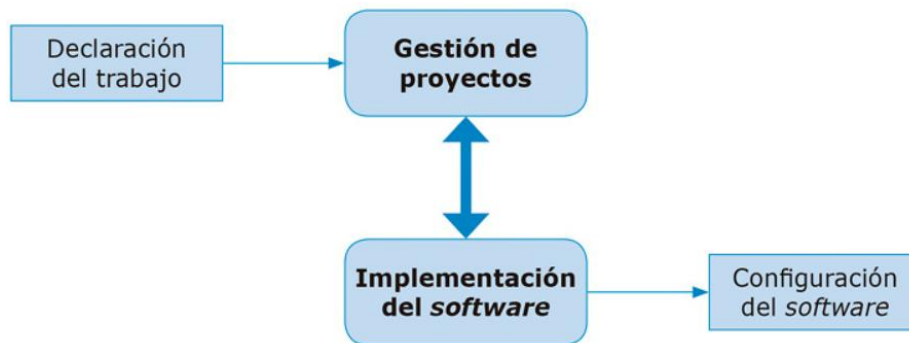 Declaración
del trabajo
Gestión de
proyectos
Implementación
del software
Configuración
del software